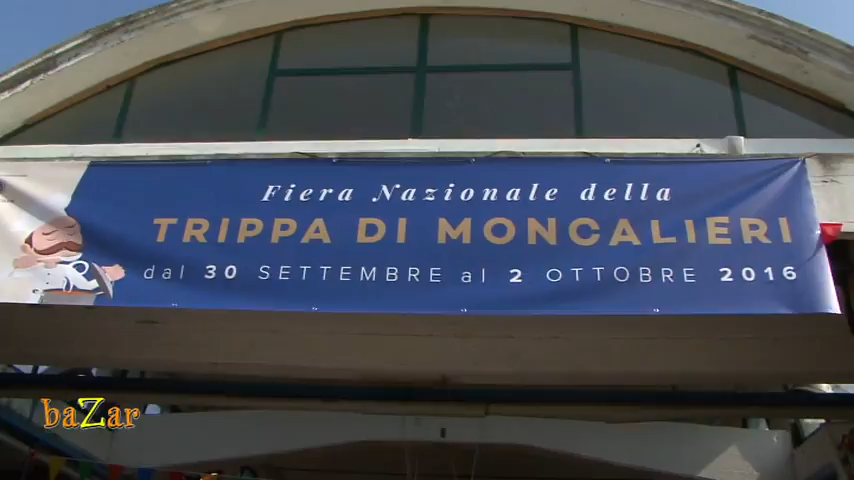 Fiera Nazionale della
TRIPPA DI MONCALIERI
dal 30 SETTEMBRE al 2 OTTOBRE 2016
baZar